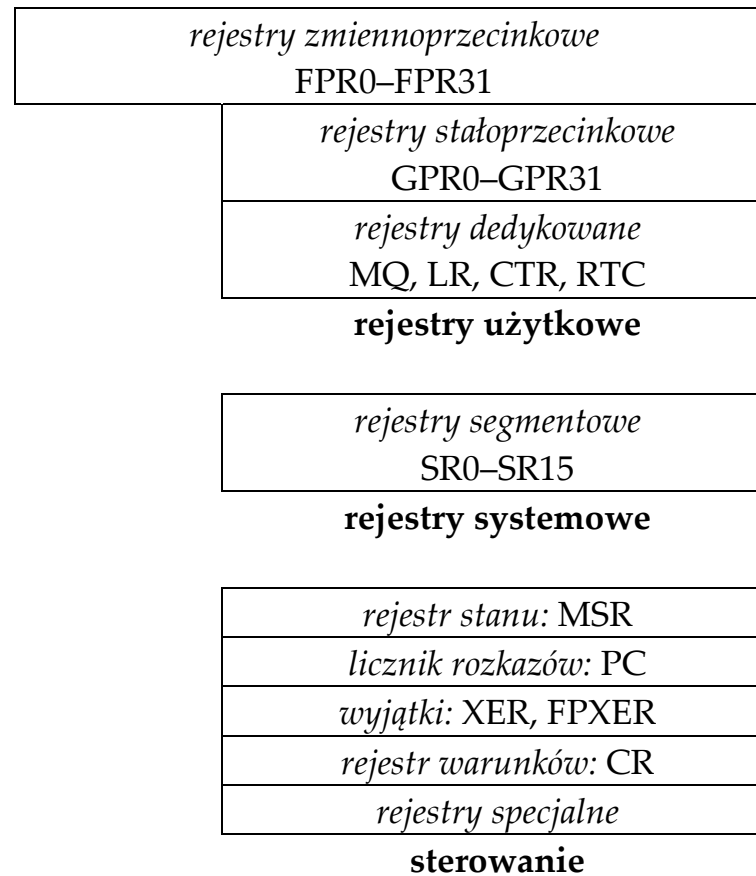 rejestry zmiennoprzecinkowe
FPR0–FPR31
rejestry stałoprzecinkowe
GPR0–GPR31
rejestry dedykowane
MQ, LR, CTR, RTC
rejestry użytkowe
rejestry segmentowe
SR0–SR15
rejestry systemowe
rejestr stanu: MSR
licznik rozkazów: PC
wyjątki: XER, FPXER
rejestr warunków: CR
rejestry specjalne
sterowanie